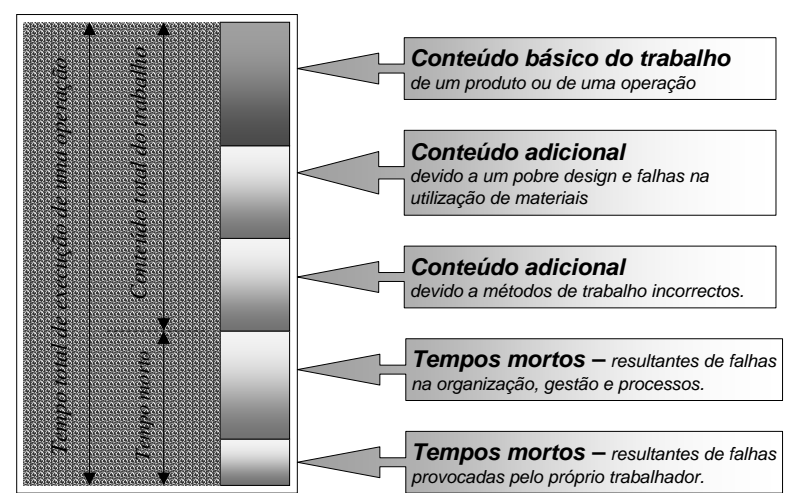 Tempo total de execução de uma operação
Conteúdo total do trabalho
Tempo morto
Conteúdo básico do trabalho
de um produto ou de uma operação
Conteúdo adicional
devido a um pobre design e falhas na
utilização de materiais
Conteúdo adicional
devido a métodos de trabalho incorrectos.
Tempos mortos – resultantes de falhas
na organização, gestão e processos.
Tempos mortos – resultantes de falhas
provocadas pelo próprio trabalhador.